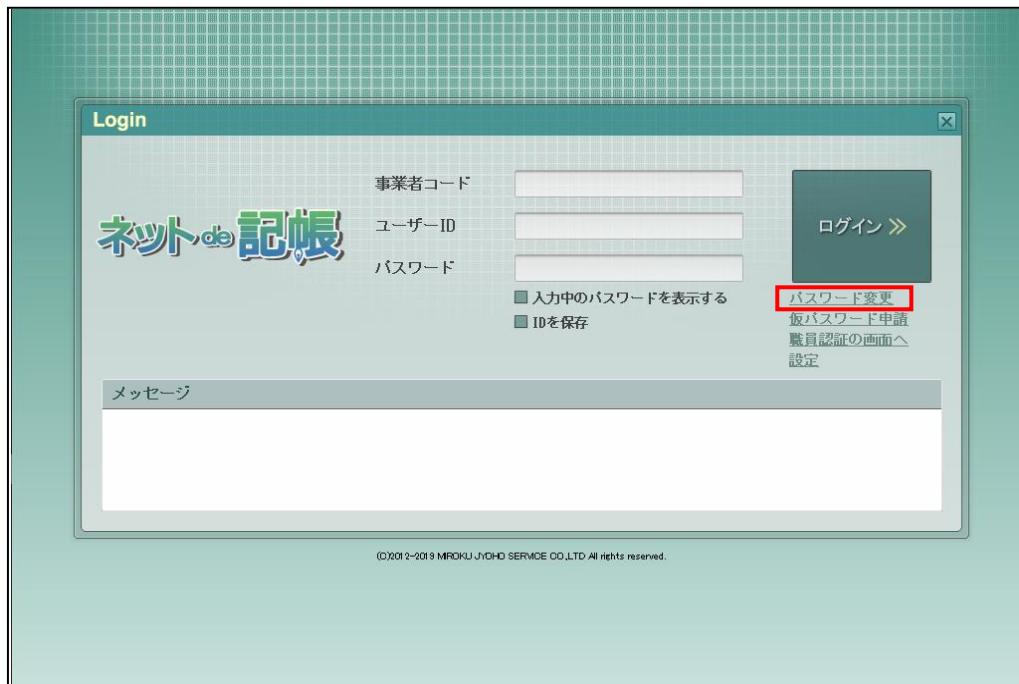 Login
事業者コード
ユーザーID
パスワード
ネットde記帳
ログイン
入力中のパスワードを表示する
IDを保存
パスワード変更
仮パスワード申請
職員認証の画面へ
設定
メッセージ
(C)2012-2019 MIROKU JYOHO SERVICE CO.,LTD All rights reserved.